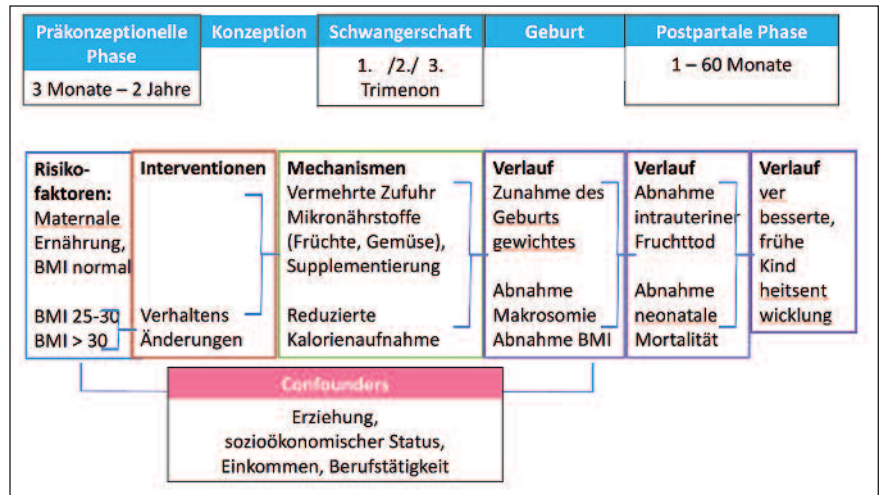 Präkonzeptionelle
Phase
3 Monate – 2 Jahre
Konzeption
Schwangerschaft
1. /2./ 3.
Trimenon
Geburt
Postpartale Phase
1 – 60 Monate
Risiko-
faktoren:
Maternale
Ernährung,
BMI normal
BMI 25-30
BMI > 30
Interventionen
Verhaltens
Änderungen
Mechanismen
Vermehrte Zufuhr
Mikronährstoffe
(Früchte, Gemüse),
Supplementierung
Reduzierte
Kalorienaufnahme
Verlauf
Zunahme des
Geburts
gewichtes
Abnahme
Makrosomie
Abnahme BMI
Verlauf
Abnahme
intrauteriner
Fruchttod
Abnahme
neonatale
Mortalität
Verlauf
ver
besserte,
frühe
Kind
heitsent
wicklung
Confounders
Erziehung,
sozioökonomischer Status,
Einkommen, Berufstätigkeit